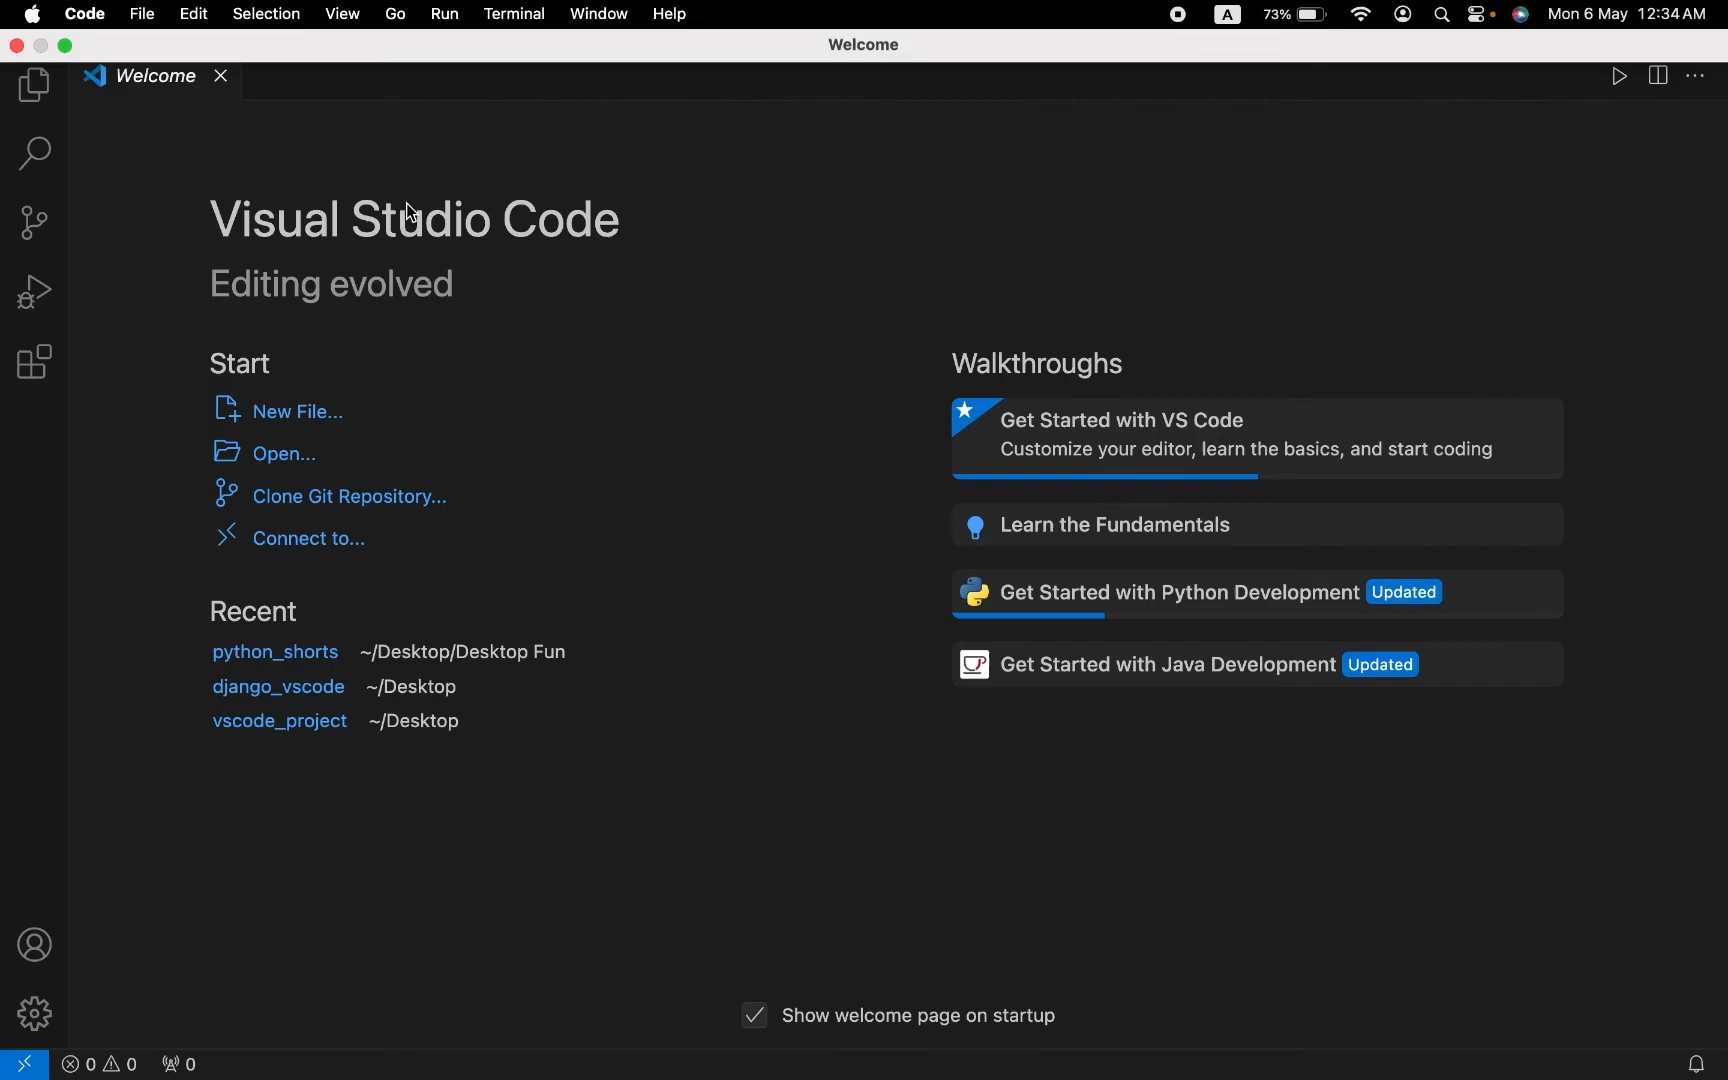 Code File Edit Selection View Go Run Terminal Window Help A 73% Mon 6 May 12:34 AM
Welcome
Welcome
Visual Studio Code
Editing evolved
Start
New File...
Open...
Clone Git Repository...
Connect to...
Recent
python_shorts ~/Desktop/Desktop Fun
django_vscode ~/Desktop
vscode_project ~/Desktop
Walkthroughs
Get Started with VS Code
Customize your editor, learn the basics, and start coding
Learn the Fundamentals
Get Started with Python Development Updated
Get Started with Java Development Updated
Show welcome page on startup
0 0 0